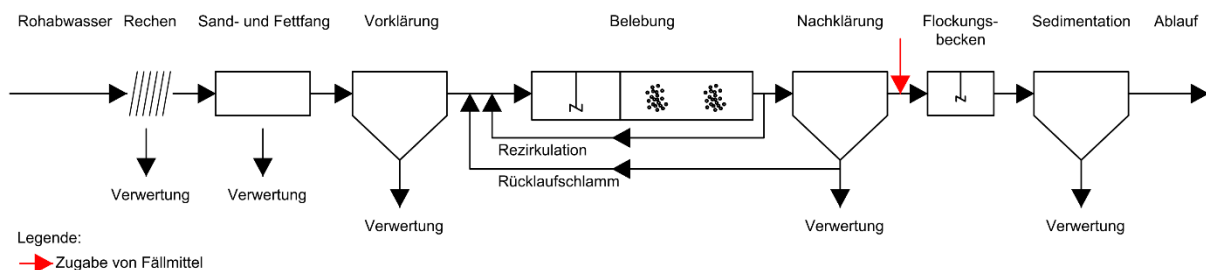 Rohabwasser
Rechen
Sand- und Fettfang
Vorklärung
Belebung
Nachklärung
Flockungs-
becken
Sedimentation
Ablauf
Rezirkulation
Rücklaufschlamm
Verwertung
Verwertung
Verwertung
Verwertung
Verwertung
Legende:
Zugabe von Fällmittel